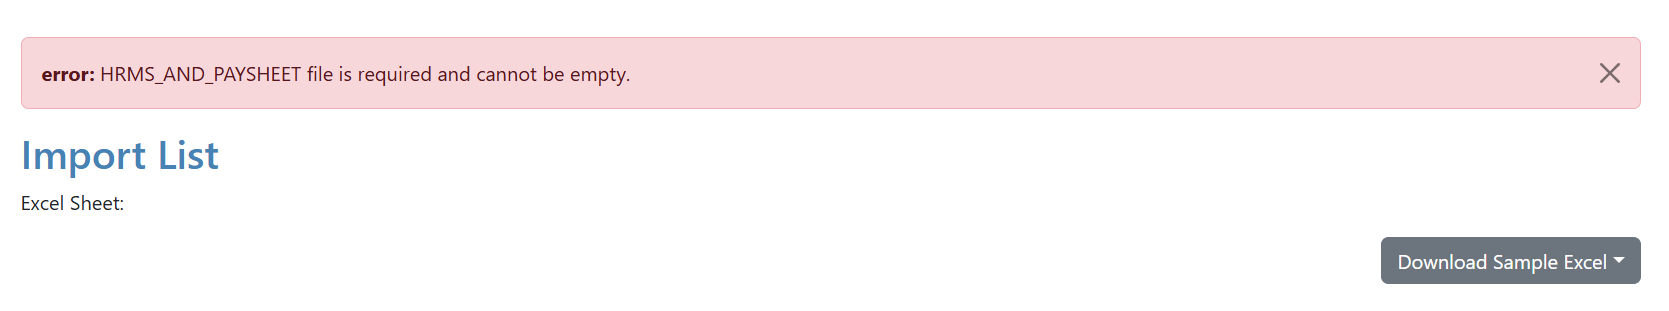 error: HRMS_AND_PAYSHEET file is required and cannot be empty.
Import List
Excel Sheet:
Download Sample Excel